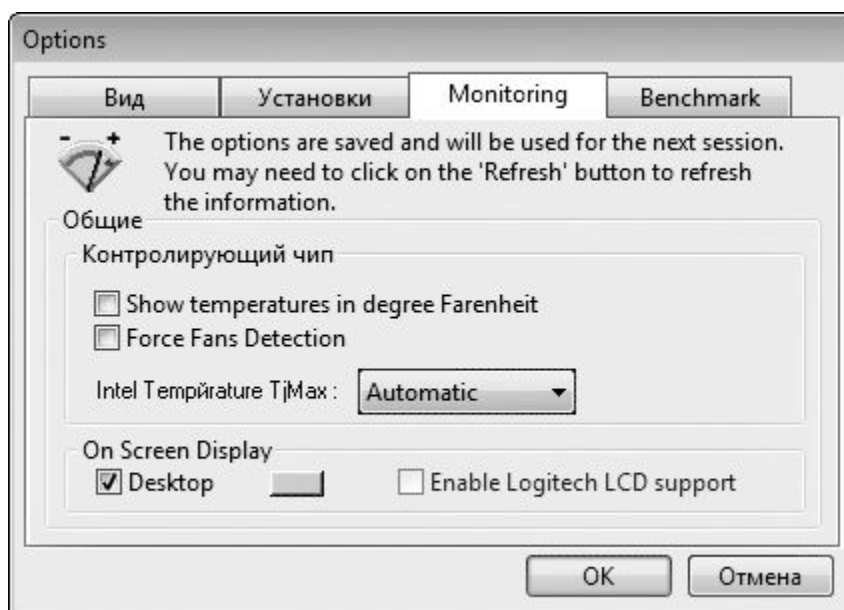 Options
Вид Установки Monitoring Benchmark
- +
The options are saved and will be used for the next session.
You may need to click on the 'Refresh' button to refresh
the information.
Общие
Контролирующий чип
Show temperatures in degree Farenheit
Force Fans Detection
Intel Tempйrature TjMax : Automatic
On Screen Display
Desktop Enable Logitech LCD support
OK Отмена